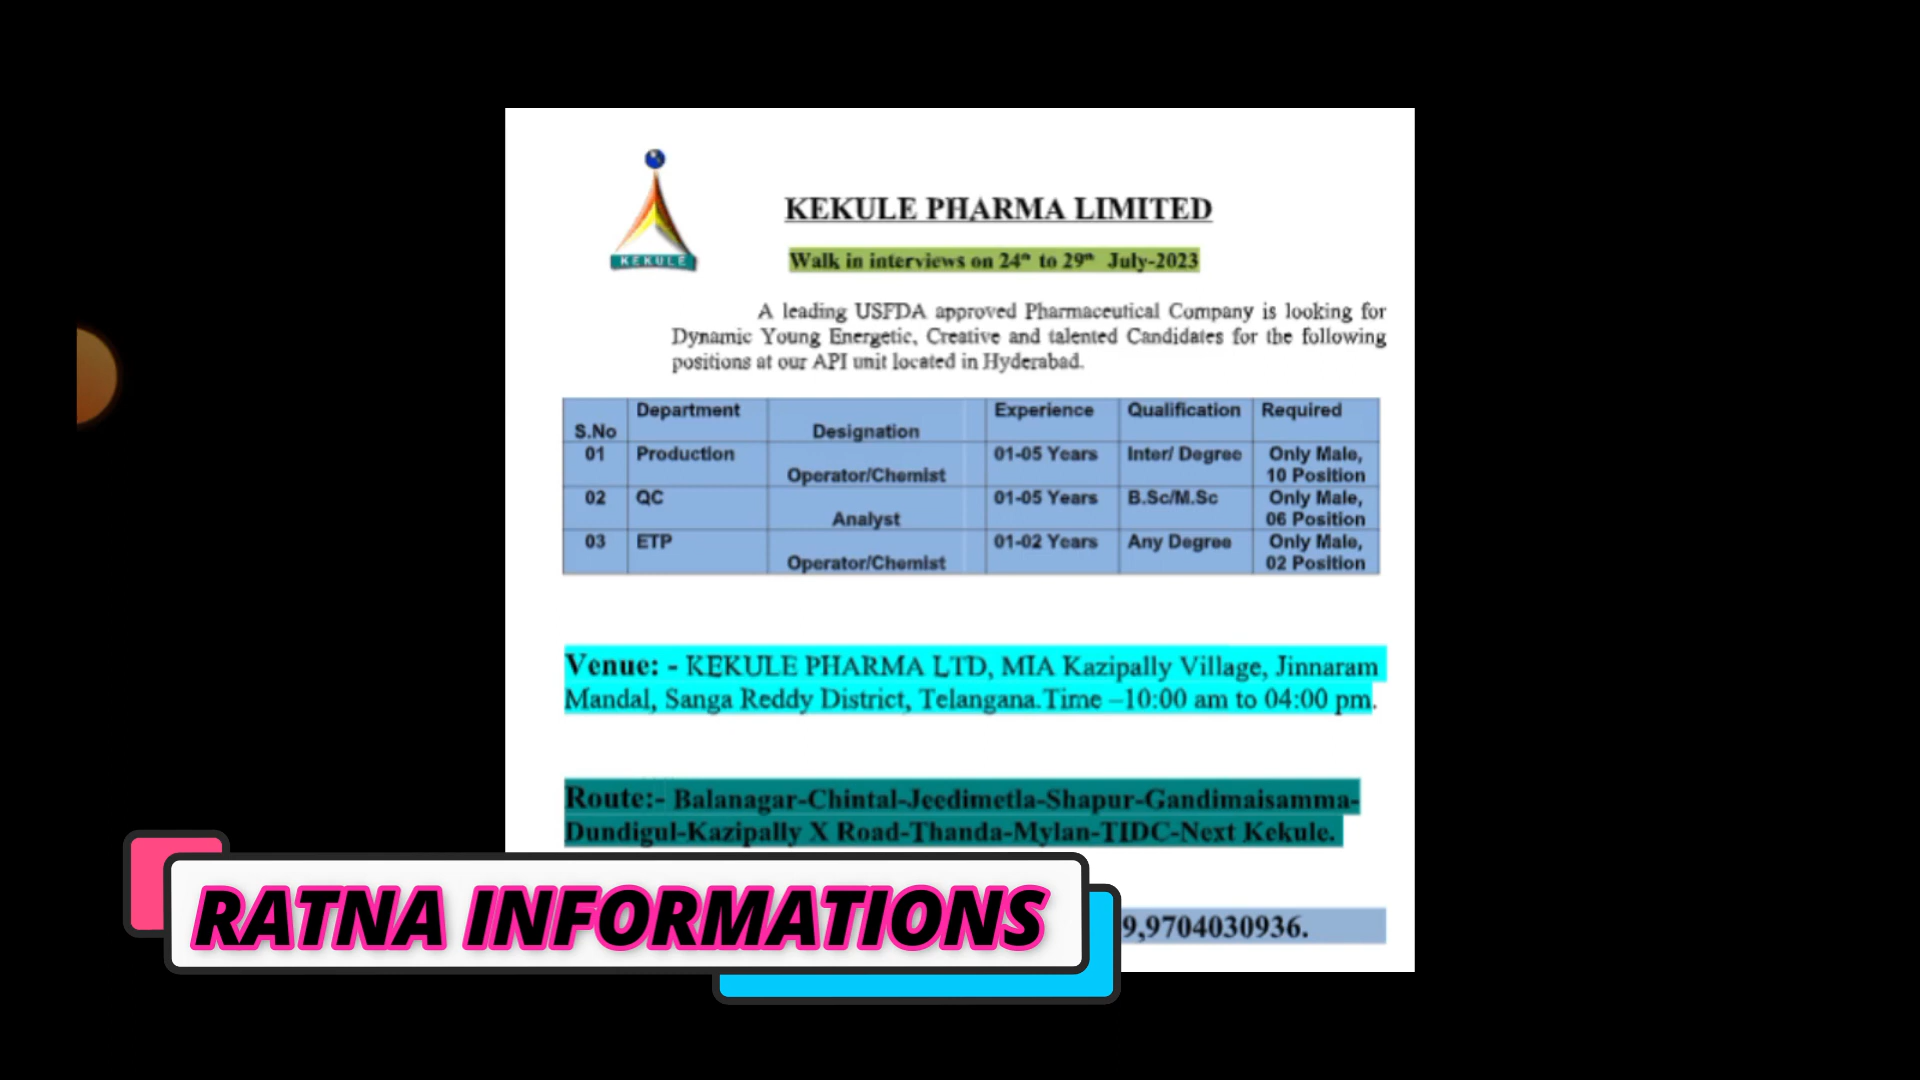 KEKULE
KEKULE PHARMA LIMITED
Walk in interviews on 24th to 29th July-2023
A leading USFDA approved Pharmaceutical Company is looking for
Dynamic Young Energetic, Creative and talented Candidates for the following
positions at our API unit located in Hyderabad.
S.No Department Designation Experience Qualification Required
01 Production Operator/Chemist 01-05 Years Inter/ Degree Only Male,
10 Position
02 QC Analyst 01-05 Years B.Sc/M.Sc Only Male,
06 Position
03 ETP Operator/Chemist 01-02 Years Any Degree Only Male,
02 Position
Venue: - KEKULE PHARMA LTD, MIA Kazipally Village, Jinnaram
Mandal, Sanga Reddy District, Telangana.Time –10:00 am to 04:00 pm.
Route:- Balanagar-Chintal-Jeedimetla-Shapur-Gandimaisamma-
Dundigul-Kazipally X Road-Thanda-Mylan-TIDC-Next Kekule.
9,9704030936.
RATNA INFORMATIONS